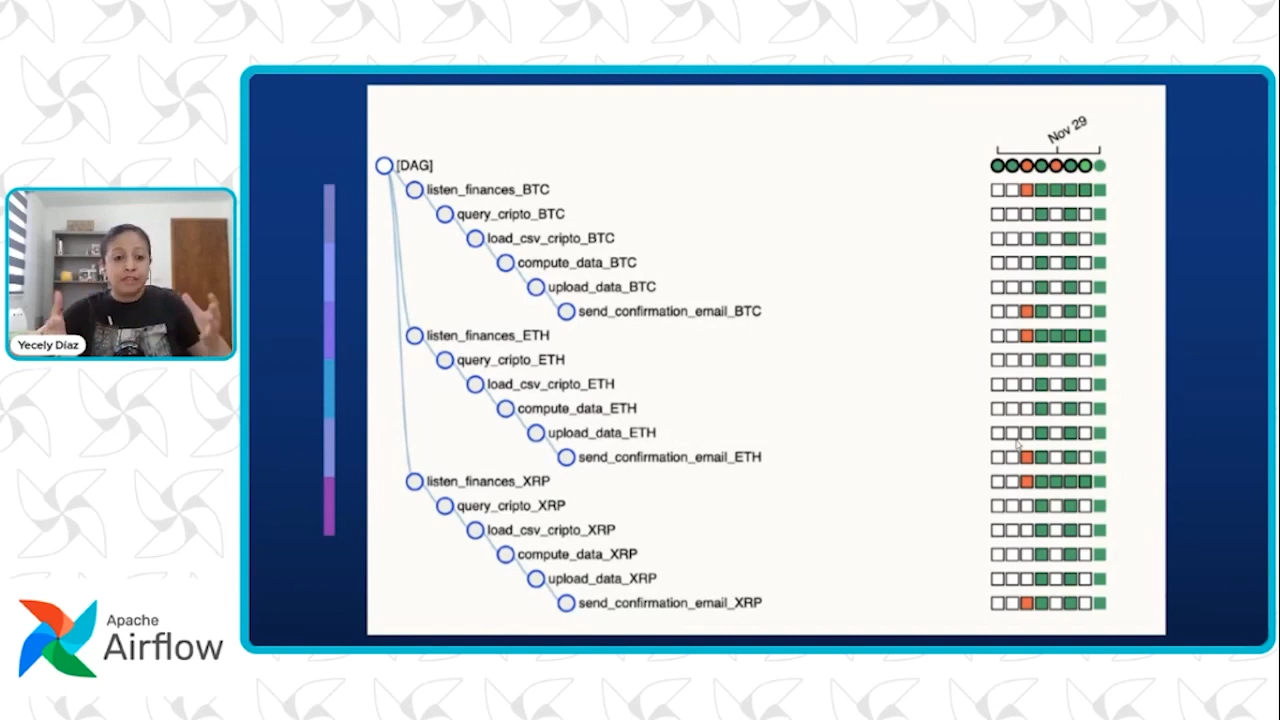 Nov 29
[DAG]
listen_finances_BTC
query_cripto_BTC
load_csv_cripto_BTC
compute_data_BTC
upload_data_BTC
send_confirmation_email_BTC
listen_finances_ETH
query_cripto_ETH
load_csv_cripto_ETH
compute_data_ETH
upload_data_ETH
send_confirmation_email_ETH
listen_finances_XRP
query_cripto_XRP
load_csv_cripto_XRP
compute_data_XRP
upload_data_XRP
send_confirmation_email_XRP
Yecely Díaz
Apache
Airflow